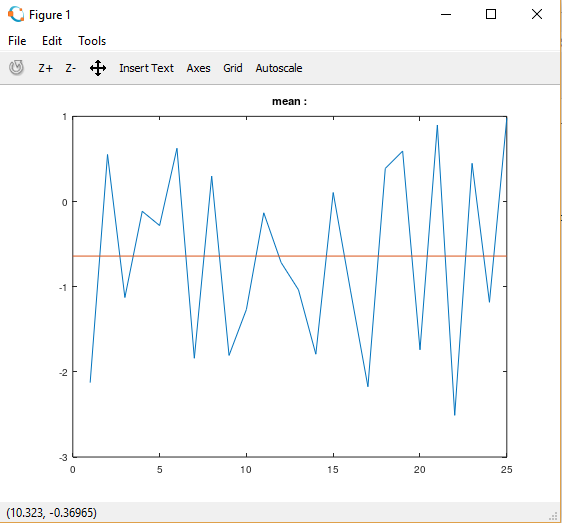 Figure 1
File Edit Tools
Z+ Z- Insert Text Axes Grid Autoscale
mean :
1
0
-1
-2
-3
0 5 10 15 20 25
(10.323, -0.36965)